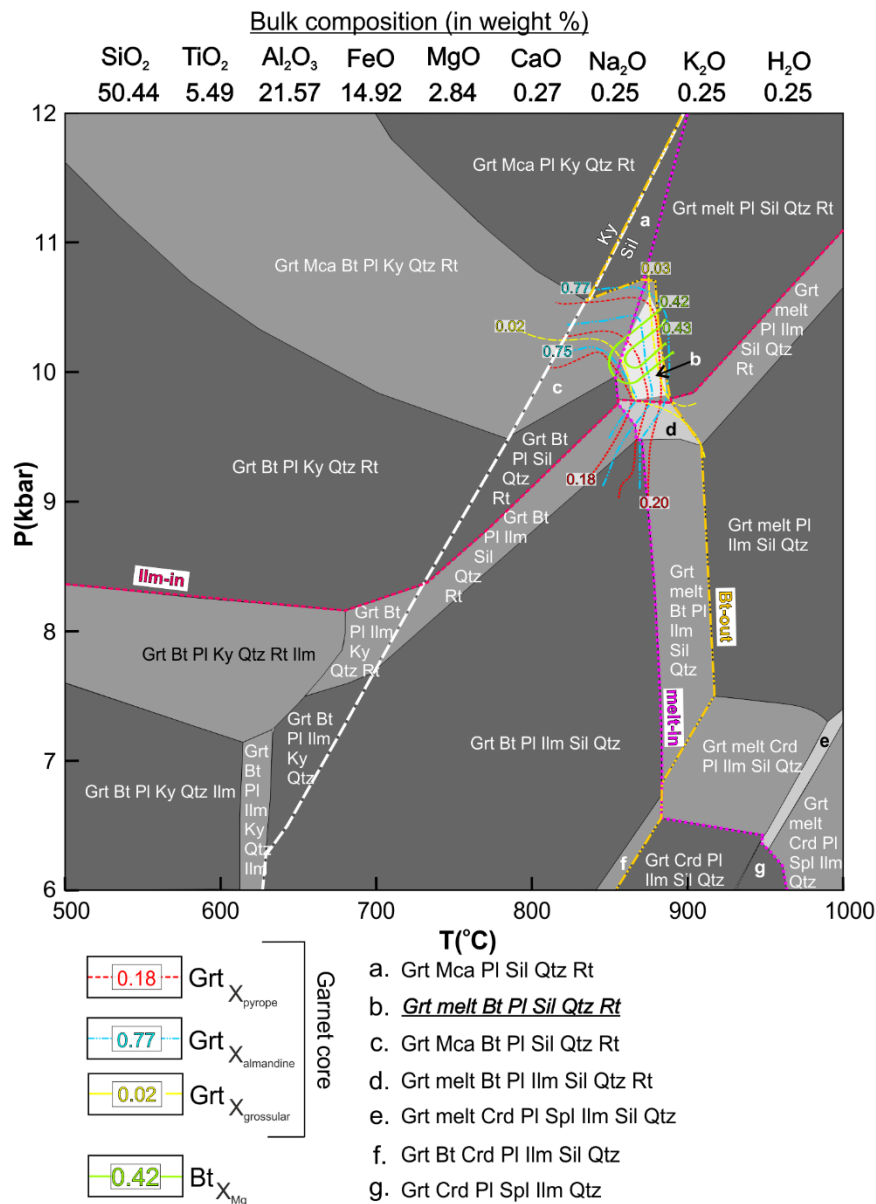 Bulk composition (in weight %)
SiO₂ TiO₂ Al₂O₃ FeO MgO CaO Na₂O K₂O H₂O
50.44 5.49 21.57 14.92 2.84 0.27 0.25 0.25 0.25
12
11
10
9
8
7
6
P(kbar)
500 600 700 800 900 1000
T(°C)
Grt Mca Pl Ky Qtz Rt
a
Grt melt Pl Sil Qtz Rt
Ky
Sil
Grt Mca Bt Pl Ky Qtz Rt
0.77
0.03
0.42
0.43
0.02
0.75
Grt
melt
Pl Ilm
Sil Qtz
Rt
b
c
d
Grt Bt Pl Ky Qtz Rt
Grt Bt
Pl Sil
Qtz
Rt
0.18
0.20
Grt Bt
Pl Ilm
Sil
Qtz
Rt
Grt melt Pl
Ilm Sil Qtz
Ilm-in
Grt
melt
Bt Pl
Ilm
Sil
Qtz
Bt-out
Grt Bt
Pl Ilm
Ky
Qtz Rt
Grt Bt Pl Ky Qtz Rt Ilm
melt-In
Grt Bt
Pl Ilm
Ky
Qtz
Grt Bt Pl Ilm Sil Qtz
Grt melt Crd
Pl Ilm Sil Qtz
e
Grt Bt Pl Ky Qtz Ilm
Grt
Bt
Pl
Ilm
Ky
Qtz
Ilm
Grt
melt
Crd Pl
Spl Ilm
Qtz
f
Grt Crd Pl
Ilm Sil Qtz
g
0.18 Grt X pyrope
0.77 Grt X almandine
0.02 Grt X grossular
Garnet core
0.42 Bt X Mg
a. Grt Mca Pl Sil Qtz Rt
b. Grt melt Bt Pl Sil Qtz Rt
c. Grt Mca Bt Pl Sil Qtz Rt
d. Grt melt Bt Pl Ilm Sil Qtz Rt
e. Grt melt Crd Pl Spl Ilm Sil Qtz
f. Grt Bt Crd Pl Ilm Sil Qtz
g. Grt Crd Pl Spl Ilm Qtz